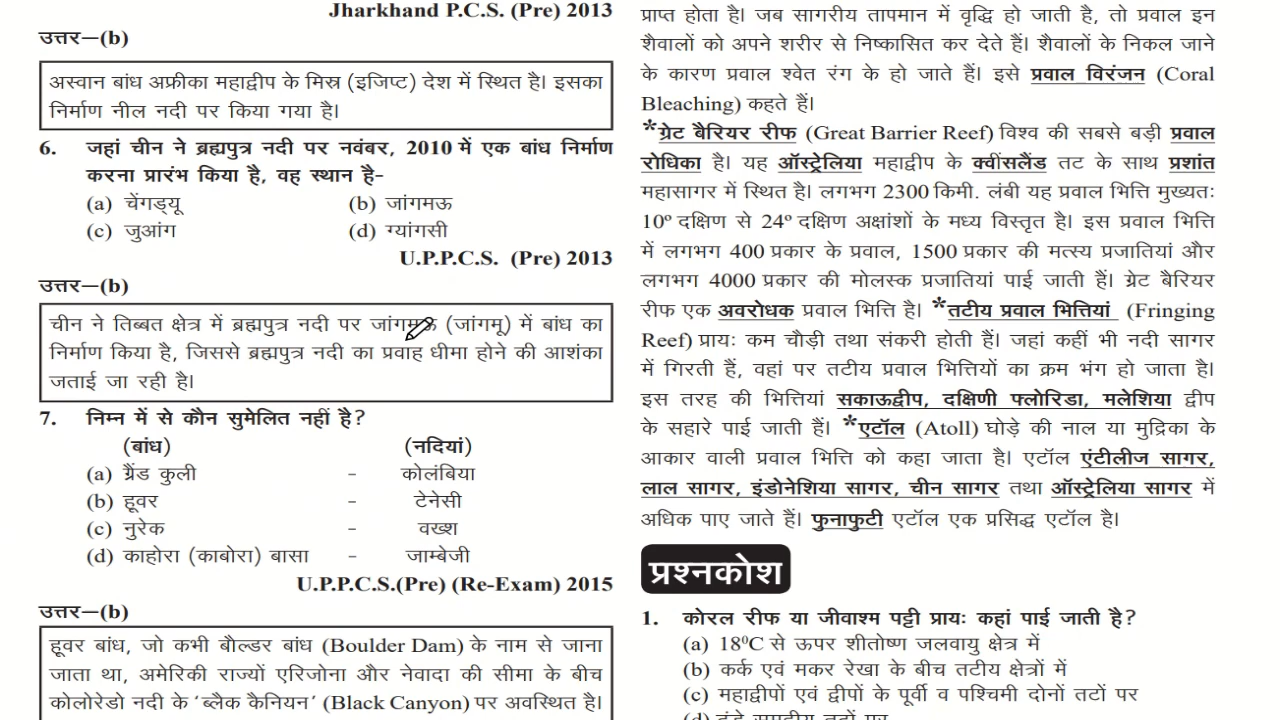 Jharkhand P.C.S. (Pre) 2013
उत्तर–(b)
अस्वान बांध अफ्रीका महाद्वीप के मिस्र (इजिप्ट) देश में स्थित है। इसका
निर्माण नील नदी पर किया गया है।
6. जहां चीन ने ब्रह्मपुत्र नदी पर नवंबर, 2010 में एक बांध निर्माण
करना प्रारंभ किया है, वह स्थान है–
(a) चेंगड्यू (b) जांगमऊ
(c) जुआंग (d) ग्यांगसी
U.P.P.C.S. (Pre) 2013
उत्तर–(b)
चीन ने तिब्बत क्षेत्र में ब्रह्मपुत्र नदी पर जांगमऊ (जांगमू) में बांध का
निर्माण किया है, जिससे ब्रह्मपुत्र नदी का प्रवाह धीमा होने की आशंका
जताई जा रही है।
7. निम्न में से कौन सुमेलित नहीं है?
(बांध) (नदियां)
(a) ग्रैंड कुली - कोलंबिया
(b) हूवर - टेनेसी
(c) नुरेक - वख्श
(d) काहोरा (काबोरा) बासा - जाम्बेजी
U.P.P.C.S.(Pre) (Re-Exam) 2015
उत्तर–(b)
हूवर बांध, जो कभी बौल्डर बांध (Boulder Dam) के नाम से जाना
जाता था, अमेरिकी राज्यों एरिजोना और नेवादा की सीमा के बीच
कोलोरेडो नदी के 'ब्लैक कैनियन' (Black Canyon) पर अवस्थित है।
प्राप्त होता है। जब सागरीय तापमान में वृद्धि हो जाती है, तो प्रवाल इन
शैवालों को अपने शरीर से निष्कासित कर देते हैं। शैवालों के निकल जाने
के कारण प्रवाल श्वेत रंग के हो जाते हैं। इसे प्रवाल विरंजन (Coral
Bleaching) कहते हैं।
*ग्रेट बैरियर रीफ (Great Barrier Reef) विश्व की सबसे बड़ी प्रवाल
रोधिका है। यह ऑस्ट्रेलिया महाद्वीप के क्वींसलैंड तट के साथ प्रशांत
महासागर में स्थित है। लगभग 2300 किमी. लंबी यह प्रवाल भित्ति मुख्यतः
10º दक्षिण से 24º दक्षिण अक्षांशों के मध्य विस्तृत है। इस प्रवाल भित्ति
में लगभग 400 प्रकार के प्रवाल, 1500 प्रकार की मत्स्य प्रजातियां और
लगभग 4000 प्रकार की मोलस्क प्रजातियां पाई जाती हैं। ग्रेट बैरियर
रीफ एक अवरोधक प्रवाल भित्ति है। *तटीय प्रवाल भित्तियां (Fringing
Reef) प्रायः कम चौड़ी तथा संकरी होती हैं। जहां कहीं भी नदी सागर
में गिरती हैं, वहां पर तटीय प्रवाल भित्तियों का क्रम भंग हो जाता है।
इस तरह की भित्तियां सकाऊद्वीप, दक्षिणी फ्लोरिडा, मलेशिया द्वीप
के सहारे पाई जाती हैं। *एटॉल (Atoll) घोड़े की नाल या मुद्रिका के
आकार वाली प्रवाल भित्ति को कहा जाता है। एटॉल एंटीलीज सागर,
लाल सागर, इंडोनेशिया सागर, चीन सागर तथा ऑस्ट्रेलिया सागर में
अधिक पाए जाते हैं। फुनाफुटी एटॉल एक प्रसिद्ध एटॉल है।
प्रश्नकोश
1. कोरल रीफ या जीवाश्म पट्टी प्रायः कहां पाई जाती है?
(a) 18⁰C से ऊपर शीतोष्ण जलवायु क्षेत्र में
(b) कर्क एवं मकर रेखा के बीच तटीय क्षेत्रों में
(c) महाद्वीपों एवं द्वीपों के पूर्वी व पश्चिमी दोनों तटों पर